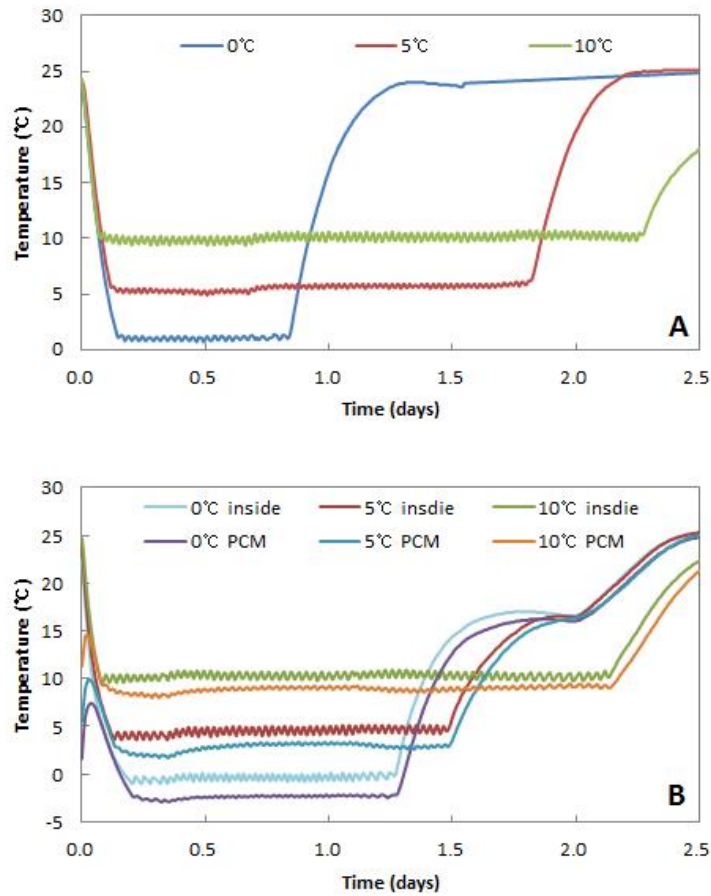 30
0℃ 5℃ 10℃
25
20
15
10
5
0
Temperature (℃)
A
0.0 0.5 1.0 1.5 2.0 2.5
Time (days)
30
0℃ inside 5℃ insdie 10℃ insdie
0℃ PCM 5℃ PCM 10℃ PCM
25
20
15
10
5
0
-5
Temperature (℃)
B
0.0 0.5 1.0 1.5 2.0 2.5
Time (days)